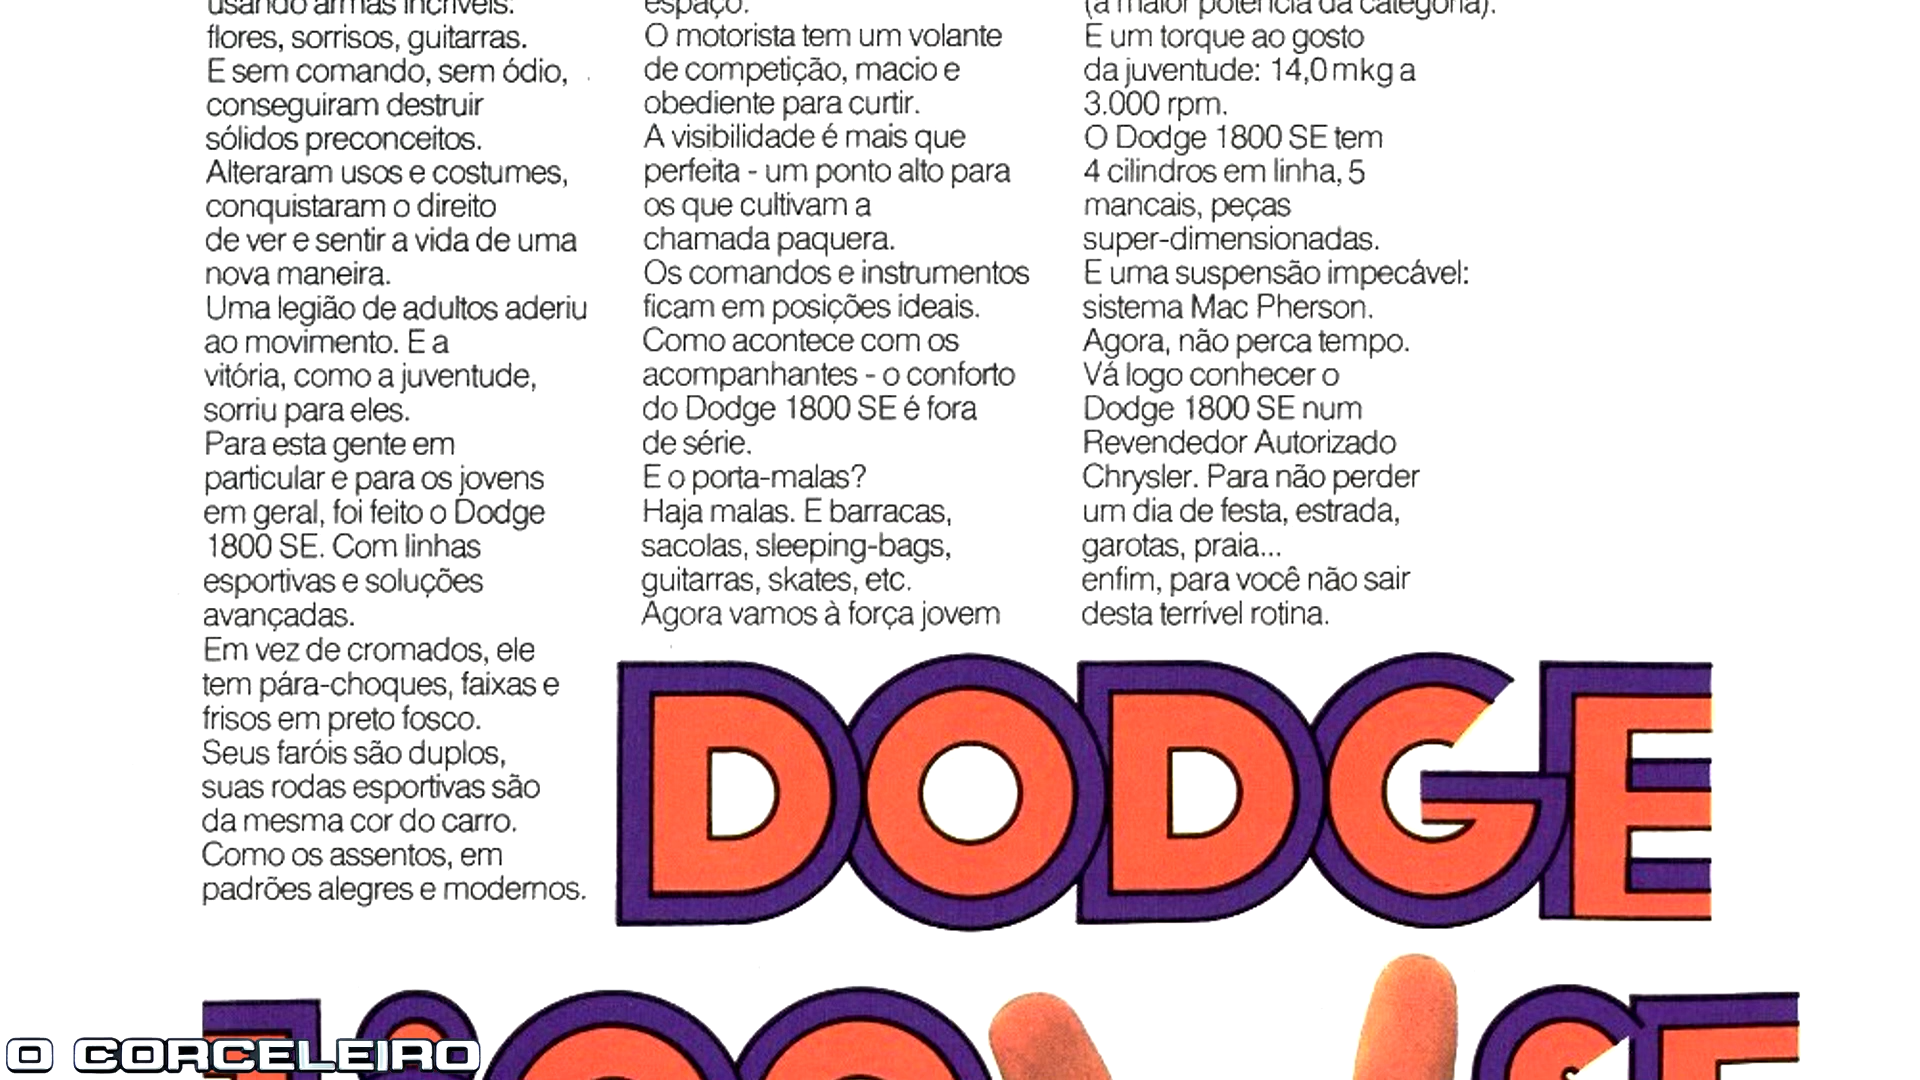 usando armas incríveis:
flores, sorrisos, guitarras.
E sem comando, sem ódio,
conseguiram destruir
sólidos preconceitos.
Alteraram usos e costumes,
conquistaram o direito
de ver e sentir a vida de uma
nova maneira.
Uma legião de adultos aderiu
ao movimento. E a
vitória, como a juventude,
sorriu para eles.
Para esta gente em
particular e para os jovens
em geral, foi feito o Dodge
1800 SE. Com linhas
esportivas e soluções
avançadas.
Em vez de cromados, ele
tem pára-choques, faixas e
frisos em preto fosco.
Seus faróis são duplos,
suas rodas esportivas são
da mesma cor do carro.
Como os assentos, em
padrões alegres e modernos.
espaço.
O motorista tem um volante
de competição, macio e
obediente para curtir.
A visibilidade é mais que
perfeita - um ponto alto para
os que cultivam a
chamada paquera.
Os comandos e instrumentos
ficam em posições ideais.
Como acontece com os
acompanhantes - o conforto
do Dodge 1800 SE é fora
de série.
E o porta-malas?
Haja malas. E barracas,
sacolas, sleeping-bags,
guitarras, skates, etc.
Agora vamos à força jovem
(a maior potência da categoria).
E um torque ao gosto
da juventude: 14,0 mkg a
3.000 rpm.
O Dodge 1800 SE tem
4 cilindros em linha, 5
mancais, peças
super-dimensionadas.
E uma suspensão impecável:
sistema Mac Pherson.
Agora, não perca tempo.
Vá logo conhecer o
Dodge 1800 SE num
Revendedor Autorizado
Chrysler. Para não perder
um dia de festa, estrada,
garotas, praia...
enfim, para você não sair
desta terrível rotina.
DODGE
1800 SE
O CORCELEIRO